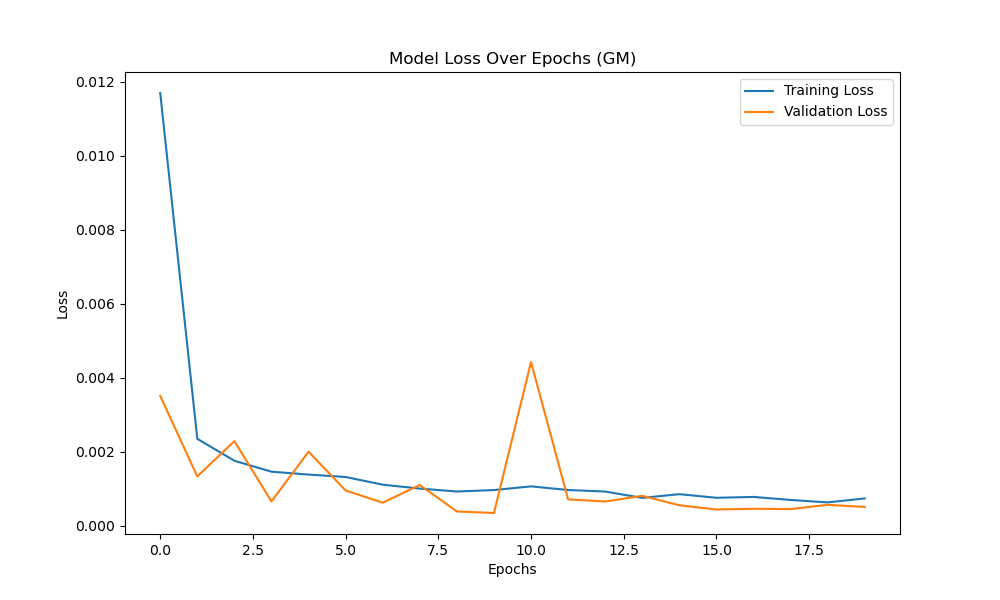 Model Loss Over Epochs (GM)
Training Loss
Validation Loss
0.012
0.010
0.008
0.006
0.004
0.002
0.000
Loss
0.0 2.5 5.0 7.5 10.0 12.5 15.0 17.5
Epochs